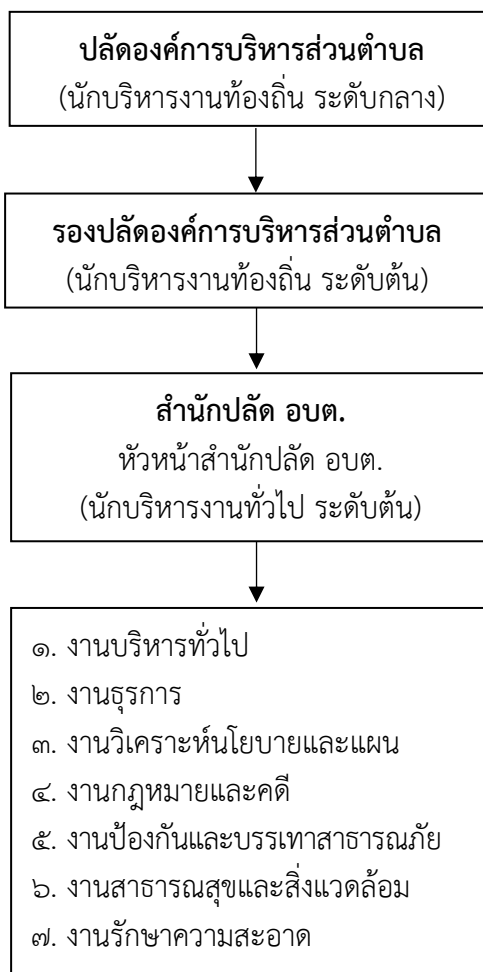 ปลัดองค์การบริหารส่วนตำบล
(นักบริหารงานท้องถิ่น ระดับกลาง)
รองปลัดองค์การบริหารส่วนตำบล
(นักบริหารงานท้องถิ่น ระดับต้น)
สำนักปลัด อบต.
หัวหน้าสำนักปลัด อบต.
(นักบริหารงานทั่วไป ระดับต้น)
๑. งานบริหารทั่วไป
๒. งานธุรการ
๓. งานวิเคราะห์นโยบายและแผน
๔. งานกฎหมายและคดี
๕. งานป้องกันและบรรเทาสาธารณภัย
๖. งานสาธารณสุขและสิ่งแวดล้อม
๗. งานรักษาความสะอาด